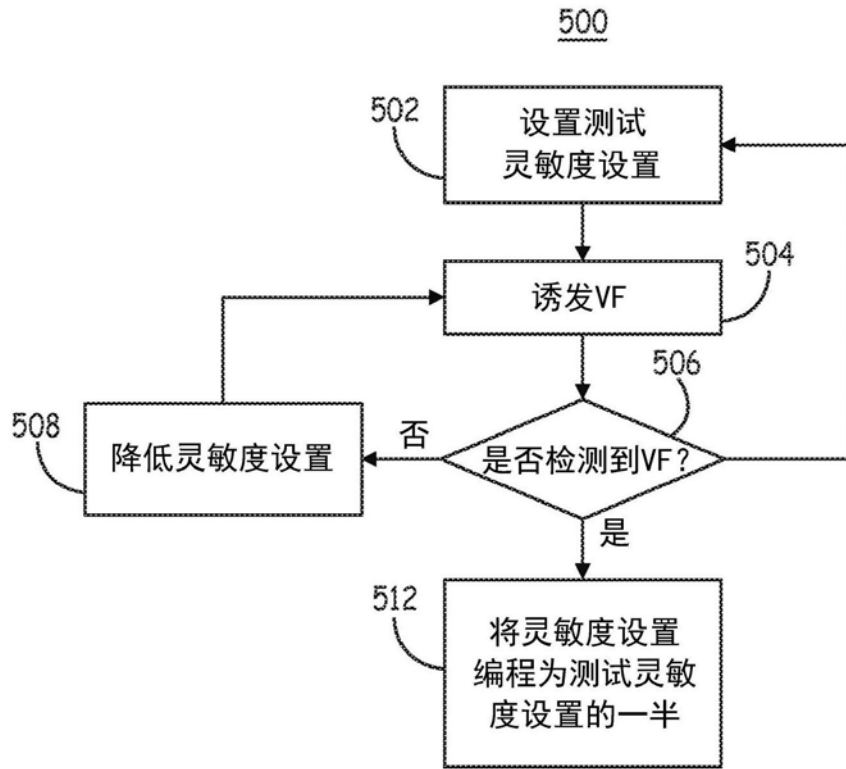 500
502
设置测试
灵敏度设置
504
诱发VF
506
508
降低灵敏度设置
否
是否检测到VF?
是
512
将灵敏度设置
编程为测试灵敏
度设置的一半